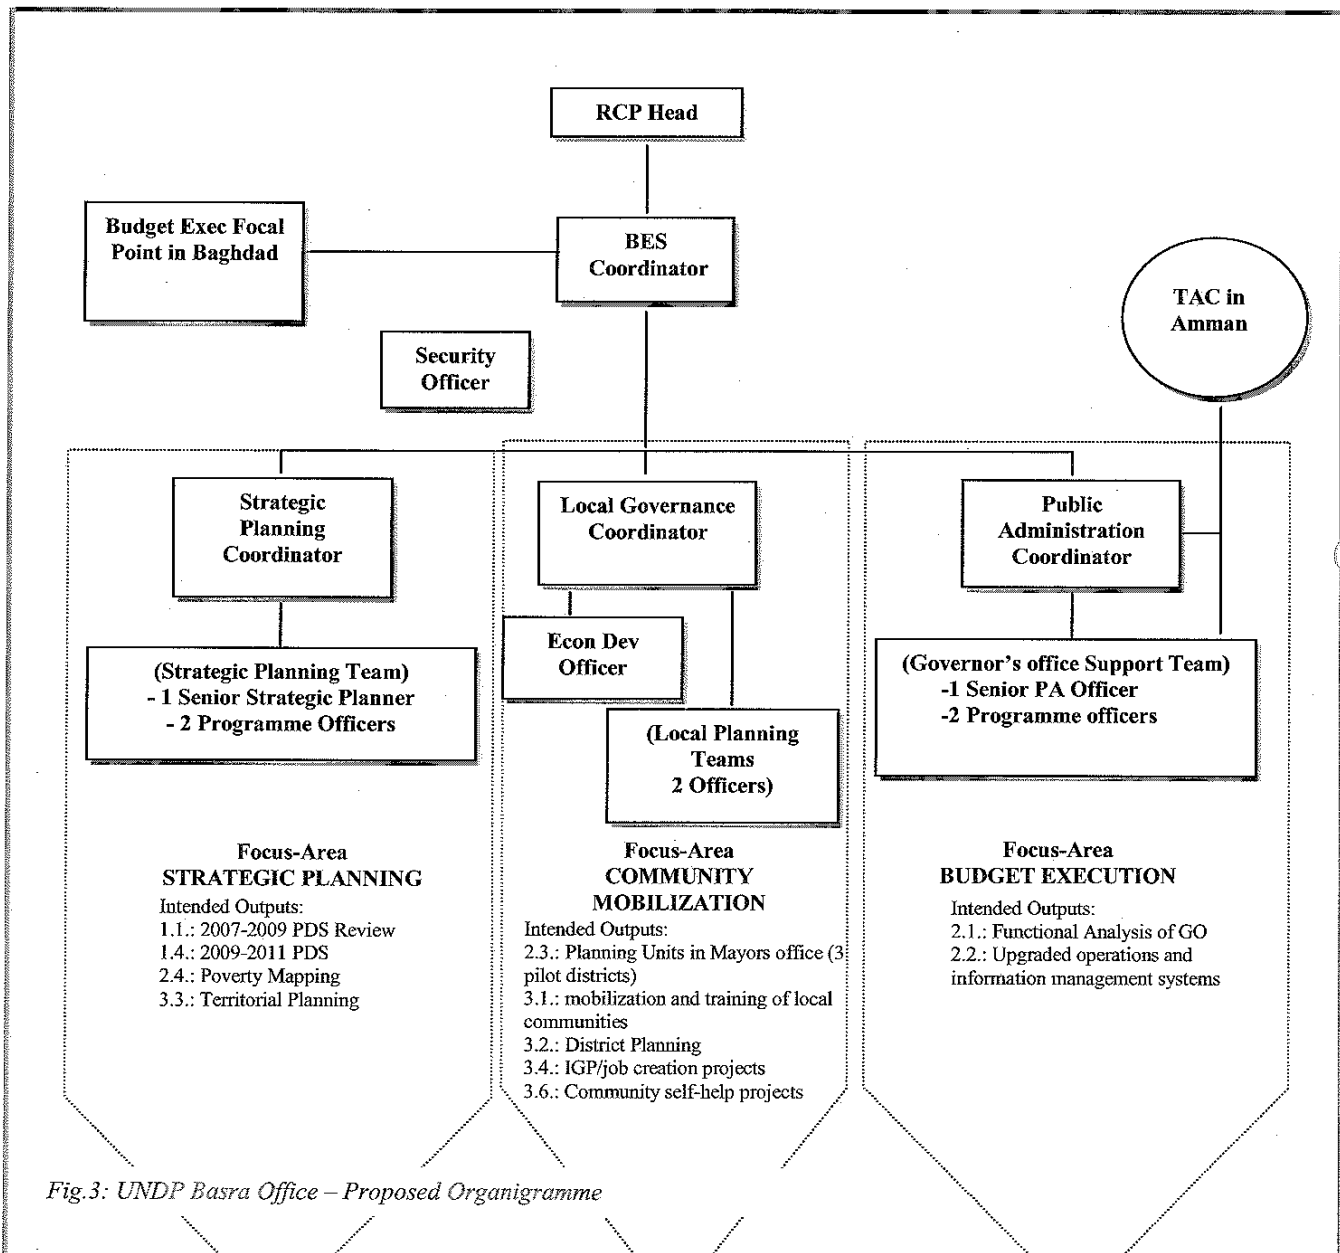 RCP Head
Budget Exec Focal
Point in Baghdad
BES
Coordinator
TAC in
Amman
Security
Officer
Strategic
Planning
Coordinator
Local Governance
Coordinator
Public
Administration
Coordinator
Econ Dev
Officer
(Strategic Planning Team)
- 1 Senior Strategic Planner
- 2 Programme Officers
(Local Planning
Teams
2 Officers)
(Governor's office Support Team)
-1 Senior PA Officer
-2 Programme officers
Focus-Area
STRATEGIC PLANNING
Intended Outputs:
1.1.: 2007-2009 PDS Review
1.4.: 2009-2011 PDS
2.4.: Poverty Mapping
3.3.: Territorial Planning
Focus-Area
COMMUNITY
MOBILIZATION
Intended Outputs:
2.3.: Planning Units in Mayors office (3
pilot districts)
3.1.: mobilization and training of local
communities
3.2.: District Planning
3.4.: IGP/job creation projects
3.6.: Community self-help projects
Focus-Area
BUDGET EXECUTION
Intended Outputs:
2.1.: Functional Analysis of GO
2.2.: Upgraded operations and
information management systems
Fig.3: UNDP Basra Office – Proposed Organigramme